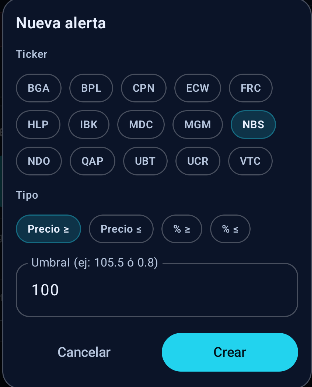 Nueva alerta
Ticker
BGA BPL CPN ECW FRC
HLP IBK MDC MGM NBS
NDO QAP UBT UCR VTC
Tipo
Precio ≥ Precio ≤ % ≥ % ≤
Umbral (ej: 105.5 ó 0.8)
100
Cancelar Crear